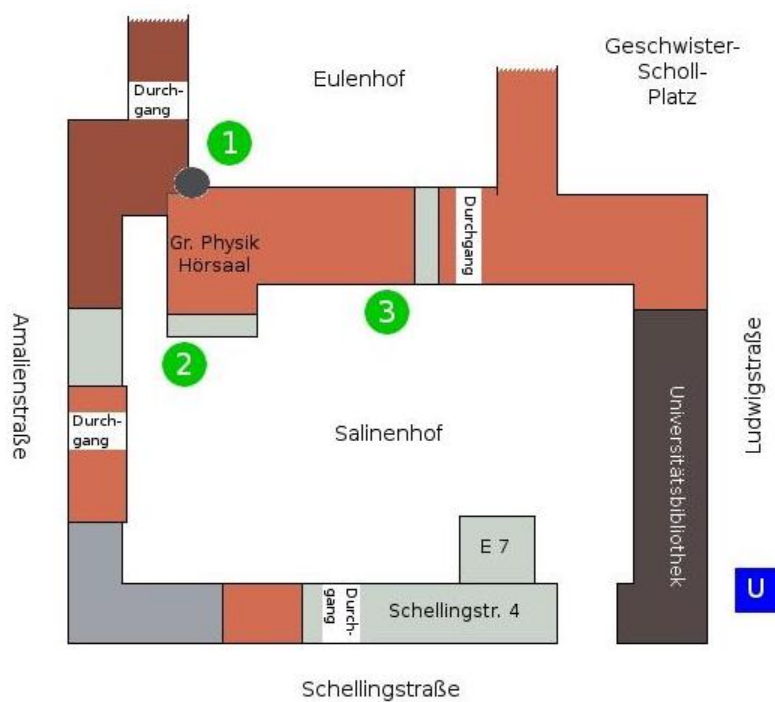 Geschwister-
Scholl-
Platz
Eulenhof
Durch-
gang
1
Gr. Physik
Hörsaal
Durchgang
3
2
Amalienstraße
Ludwigstraße
Durch-
gang
Salinenhof
Universitätsbibliothek
E 7
U
Durch-
gang
Schellingstr. 4
Schellingstraße